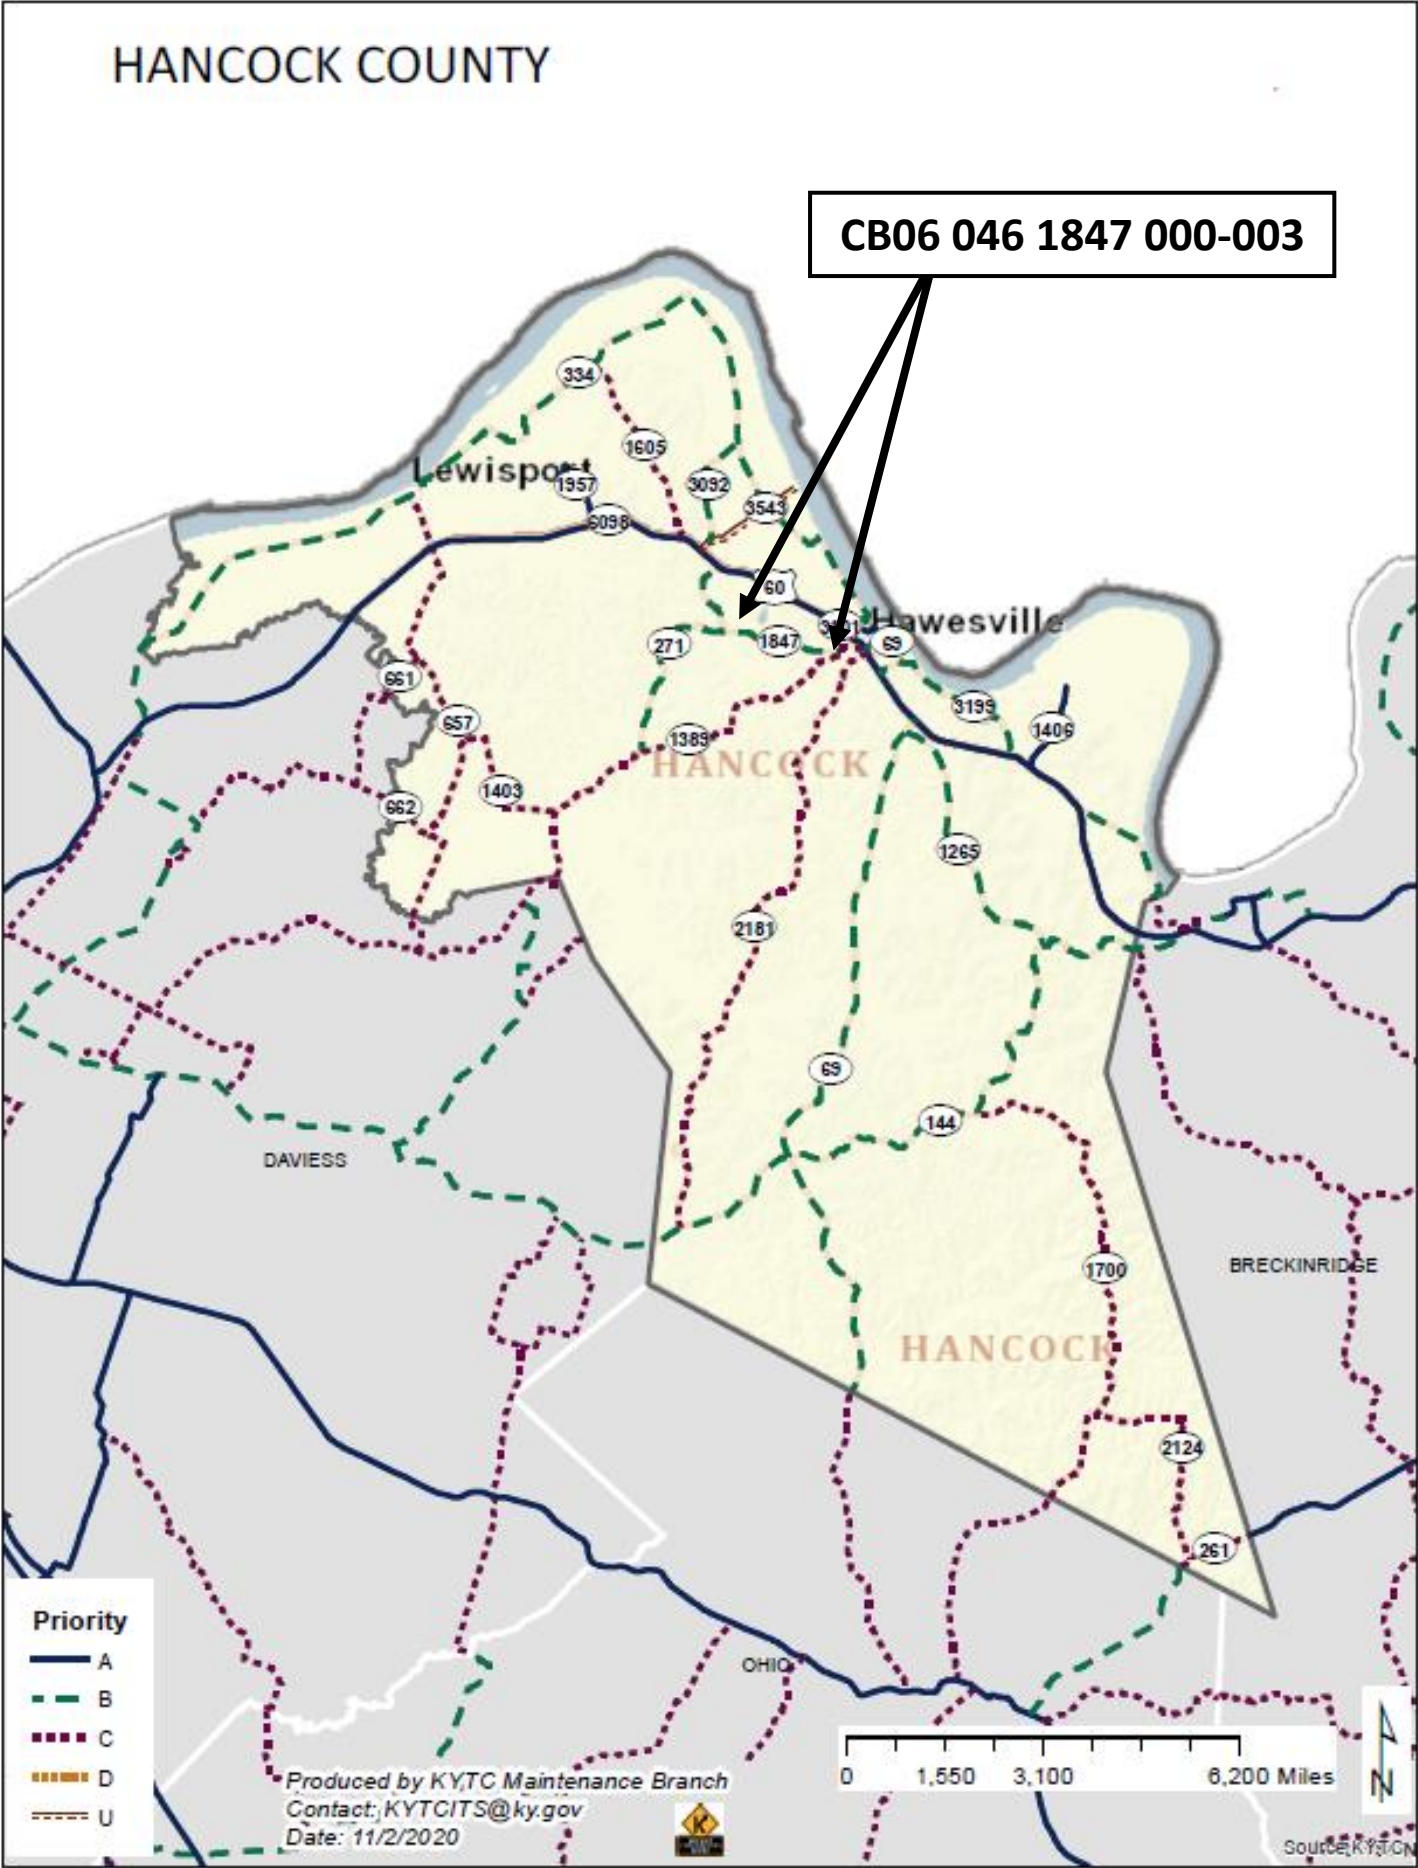 HANCOCK COUNTY
CB06 046 1847 000-003
334
1605
Lewisport
1957
3092
3543
6098
60
Hawesville
271
1847
69
661
657
3199
1406
1389
HANCOCK
1403
662
1265
2181
69
144
DAVIESS
1700
BRECKINRIDGE
HANCOCK
2124
261
Priority
A
B
C
D
U
OHIO
0 1,550 3,100 6,200 Miles
N
Produced by KYTC Maintenance Branch
Contact: KYTCITS@ky.gov
Date: 11/2/2020
Source: KYTC